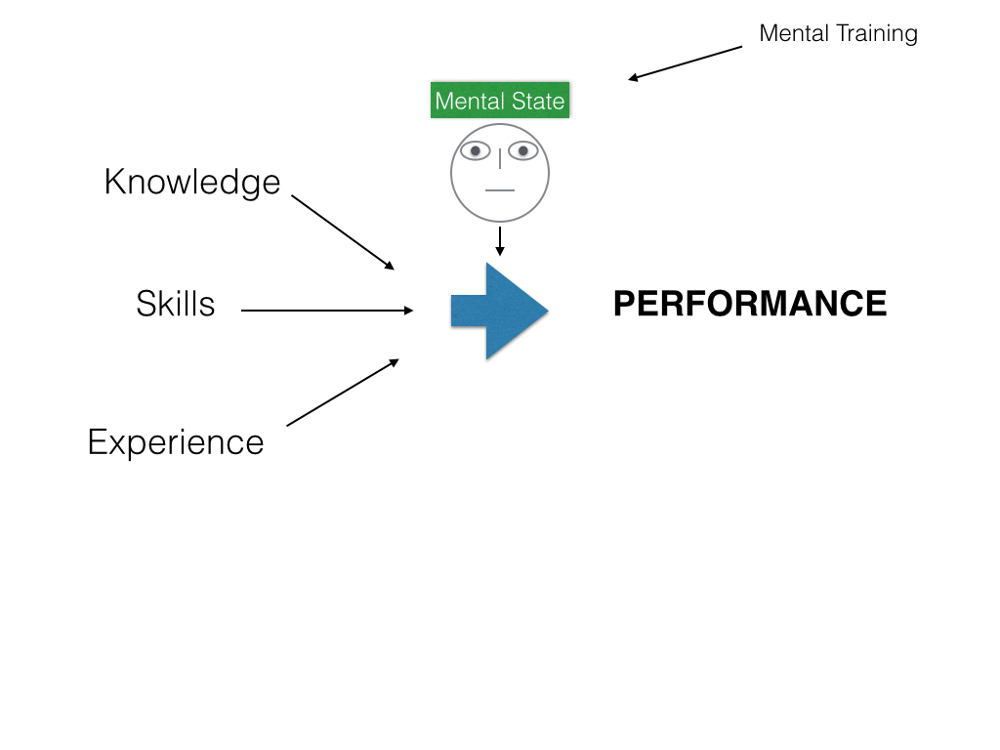 Mental Training
Mental State
Knowledge
Skills
PERFORMANCE
Experience